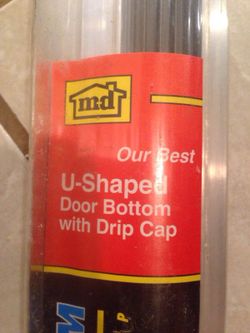 md
Our Best
U-Shaped
Door Bottom
with Drip Cap